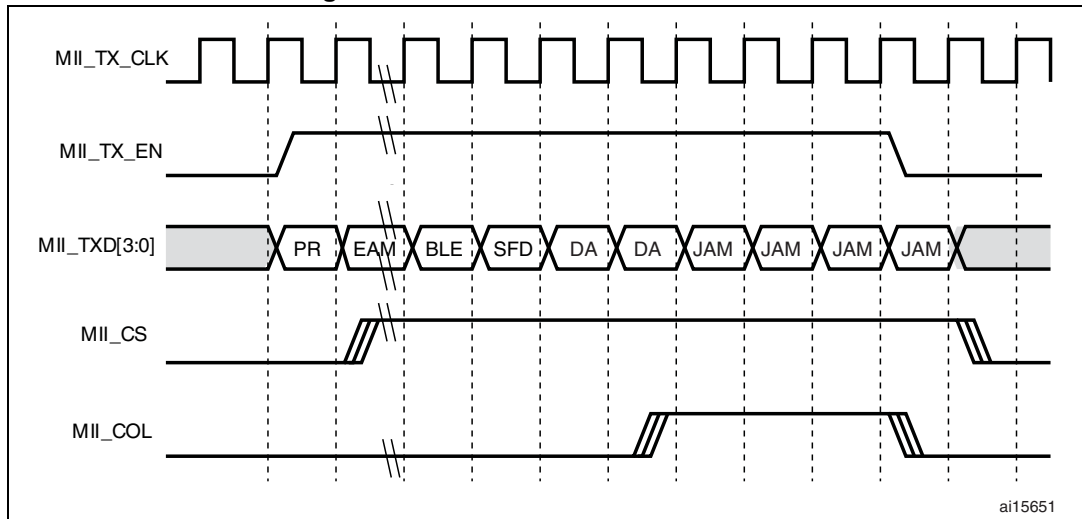 MII_TX_CLK
MII_TX_EN
MII_TXD[3:0] PR EAM BLE SFD DA DA JAM JAM JAM JAM
MII_CS
MII_COL
ai15651